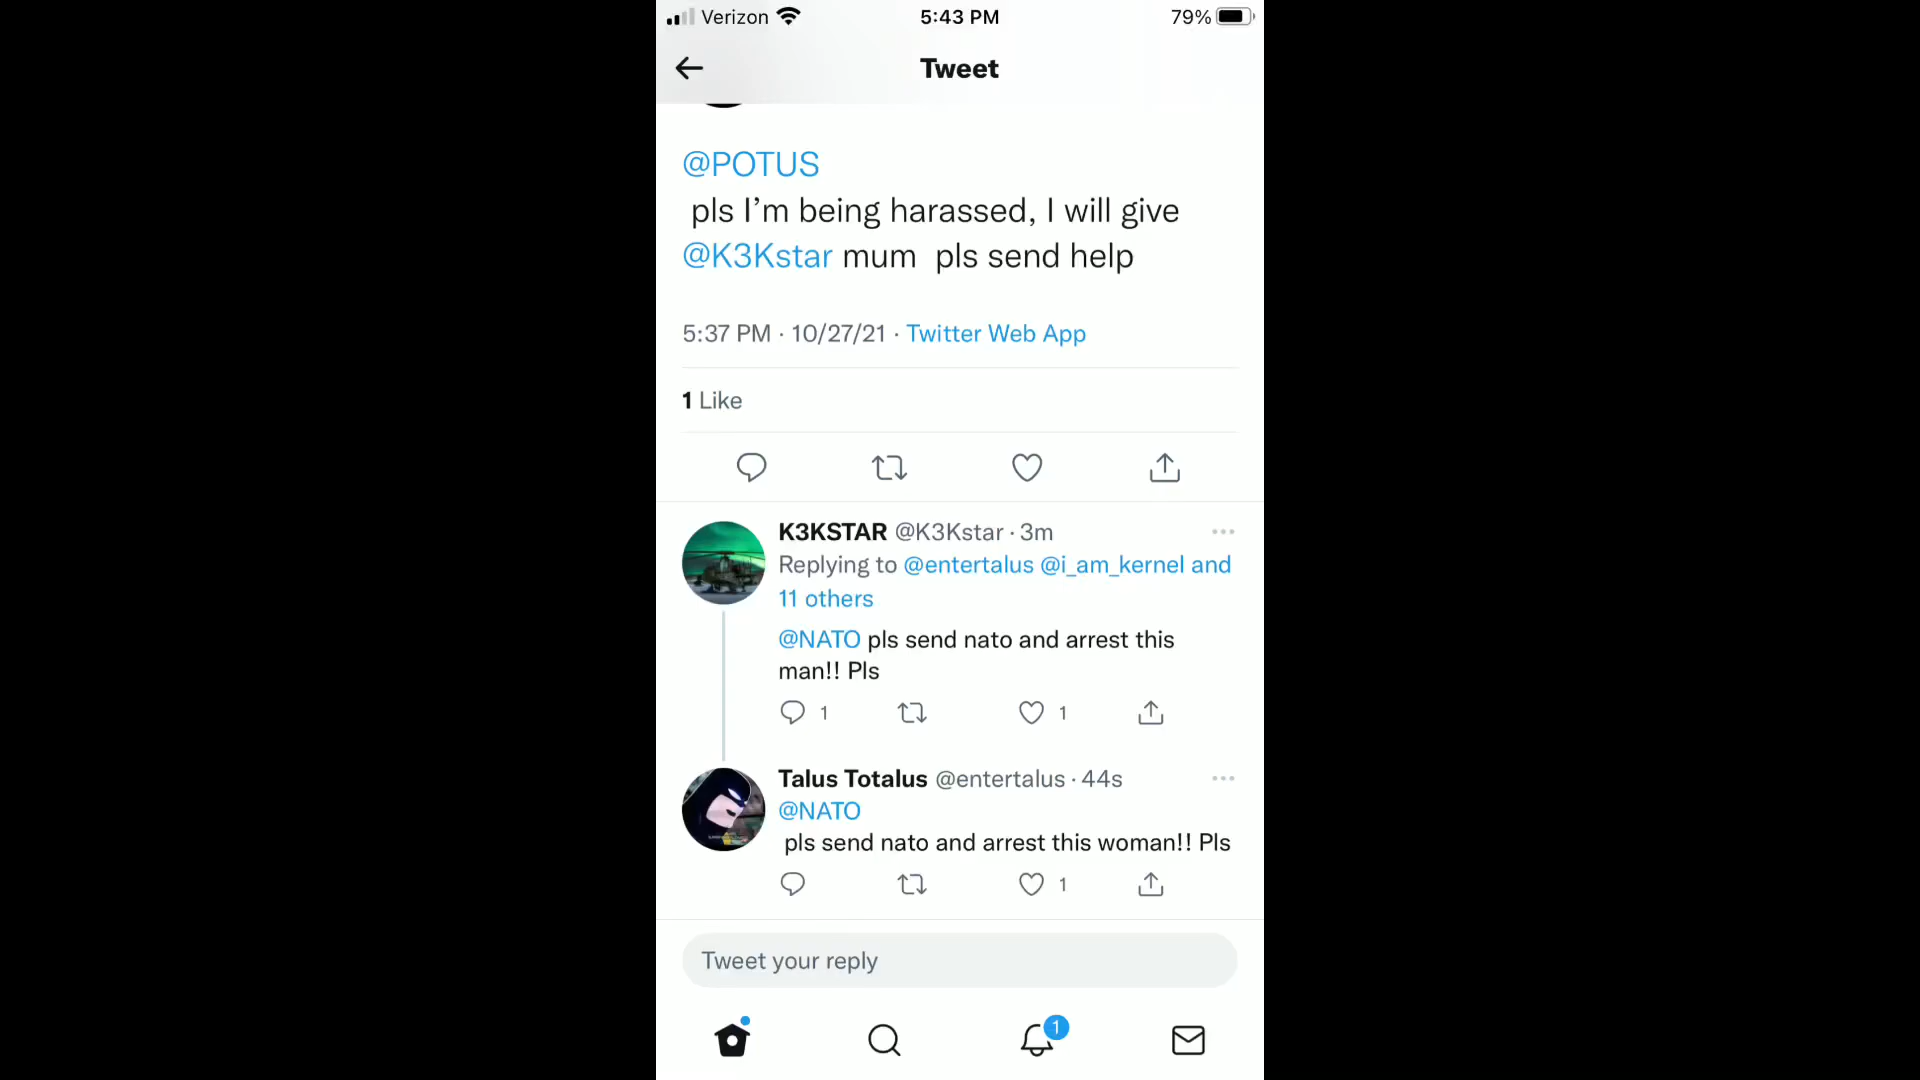 Verizon 5:43 PM 79%
Tweet
@POTUS
pls I’m being harassed, I will give
@K3Kstar mum pls send help
5:37 PM · 10/27/21 · Twitter Web App
1 Like
K3KSTAR @K3Kstar · 3m
Replying to @entertalus @i_am_kernel and
11 others
@NATO pls send nato and arrest this
man!! Pls
1 1
Talus Totalus @entertalus · 44s
@NATO
pls send nato and arrest this woman!! Pls
1
Tweet your reply
1